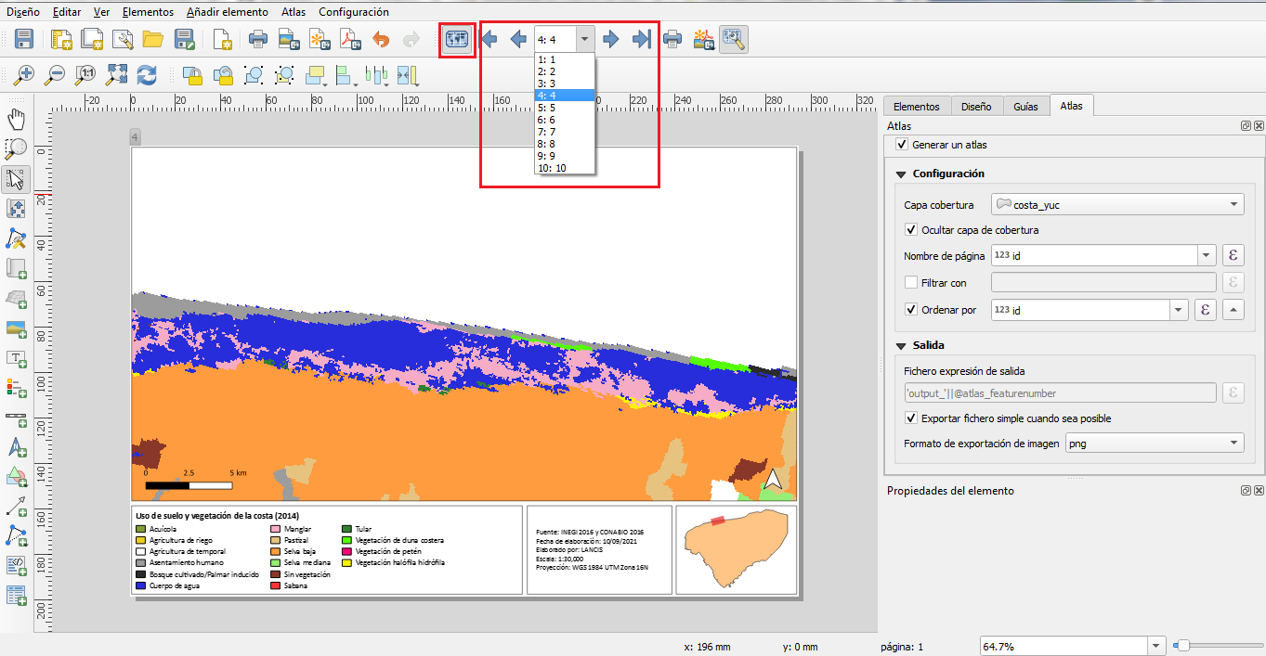 Diseño Editar Ver Elementos Añadir elemento Atlas Configuración
4: 4
1: 1
2: 2
3: 3
4: 4
5: 5
6: 6
7: 7
8: 8
9: 9
10: 10
-20 0 20 40 60 80 100 120 140 160 0 220 240 260 280 300 320
0
20
40
60
80
100
120
140
160
180
200
4
0 2.5 5 km
Uso de suelo y vegetación de la costa (2014)
Acuícola
Agricultura de riego
Agricultura de temporal
Asentamiento humano
Bosque cultivado/Palmar inducido
Cuerpo de agua
Manglar
Pastizal
Selva baja
Selva mediana
Sin vegetación
Sabana
Tular
Vegetación de duna costera
Vegetación de petén
Vegetación halófila hidrófila
Fuente: INEGI 2016 y CONABIO 2016
Fecha de elaboración: 10/09/2021
Elaborado por: LANCIS
Escala: 1:30,000
Proyección: WGS 1984 UTM Zona 16N
Elementos Diseño Guías Atlas
Atlas
Generar un atlas
Configuración
Capa cobertura costa_yuc
Ocultar capa de cobertura
Nombre de página 123 id ε
Filtrar con ε
Ordenar por 123 id ε
Salida
Fichero expresión de salida
'output_'||@atlas_featurenumber ε
Exportar fichero simple cuando sea posible
Formato de exportación de imagen png
Propiedades del elemento
x: 196 mm y: 0 mm página: 1 64.7%